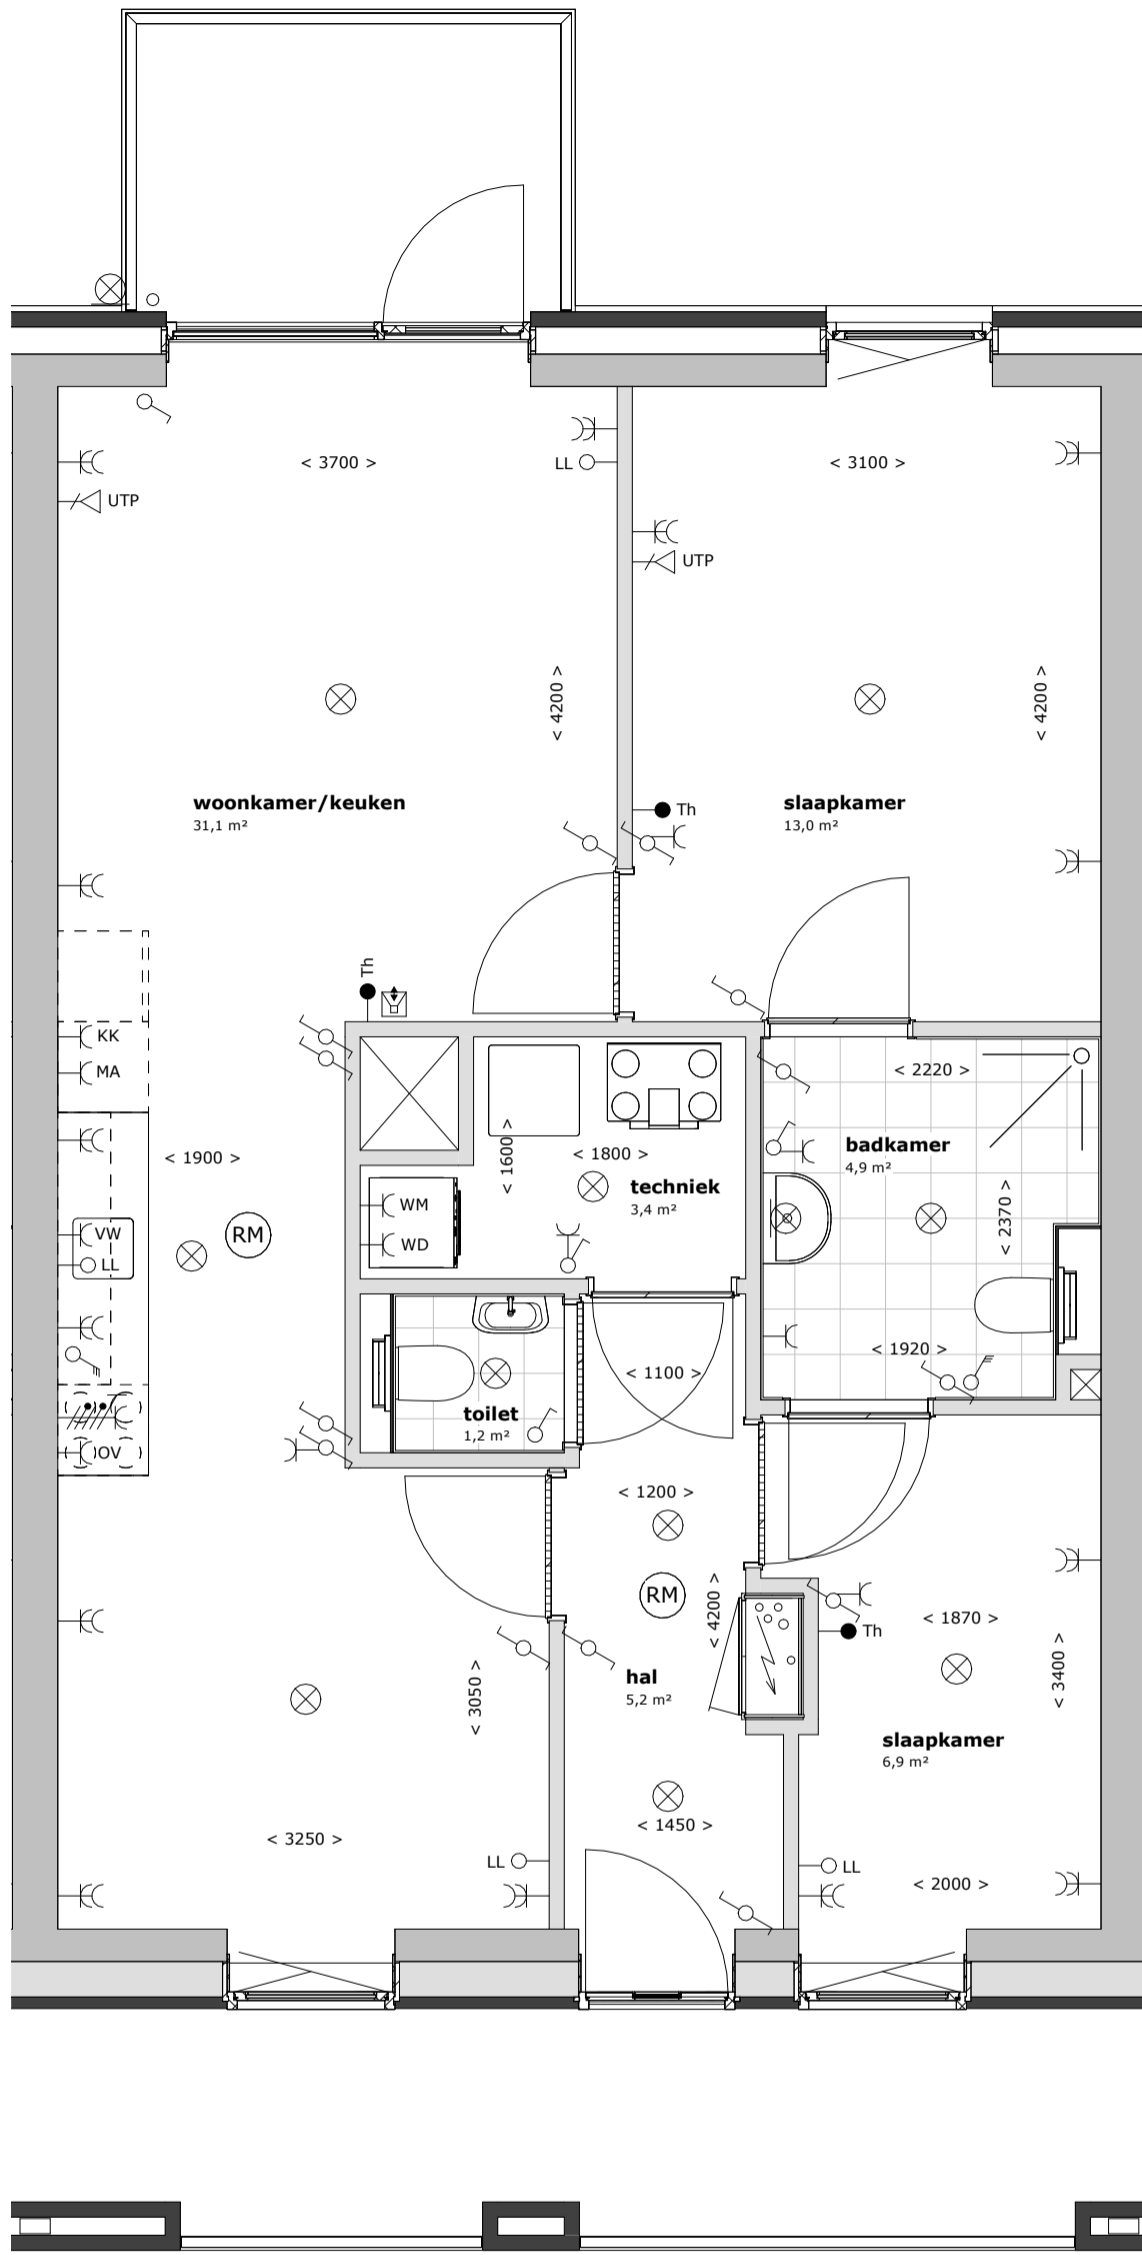 < 3700 >
LL
< 3100 >
UTP
UTP
< 4200 >
< 4200 >
woonkamer/keuken
31,1 m²
slaapkamer
13,0 m²
Th
Th
KK
MA
< 1900 >
< 1600 >
< 1800 >
techniek
3,4 m²
< 2220 >
badkamer
4,9 m²
< 2370 >
WM
WD
VW
LL
RM
OV
< 1100 >
< 1920 >
toilet
1,2 m²
< 1200 >
RM
< 4200 >
hal
5,2 m²
< 3050 >
Th
< 1870 >
< 3400 >
slaapkamer
6,9 m²
< 3250 >
< 1450 >
LL
LL
< 2000 >